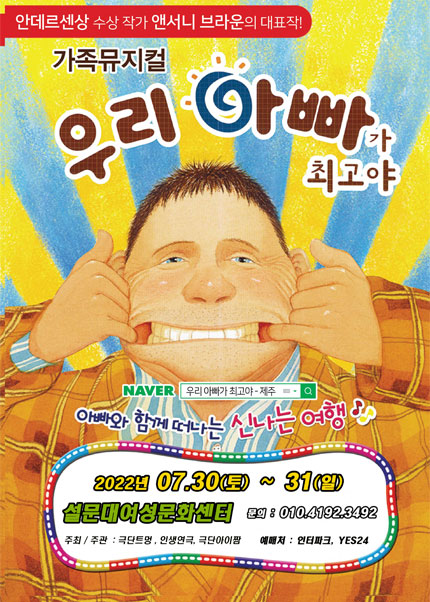 안데르센상 수상 작가 앤서니 브라운의 대표작!
가족뮤지컬
우리 아빠가
최고야
NAVER 우리 아빠가 최고야 - 제주
아빠와 함께 떠나는 신나는 여행
2022년 07.30(토) ~ 31(일)
설문대여성문화센터 문의 : 010.4192.3492
주최 / 주관 : 극단트멍 , 인생연극, 극단아이짬 예매처 : 인터파크, YES24